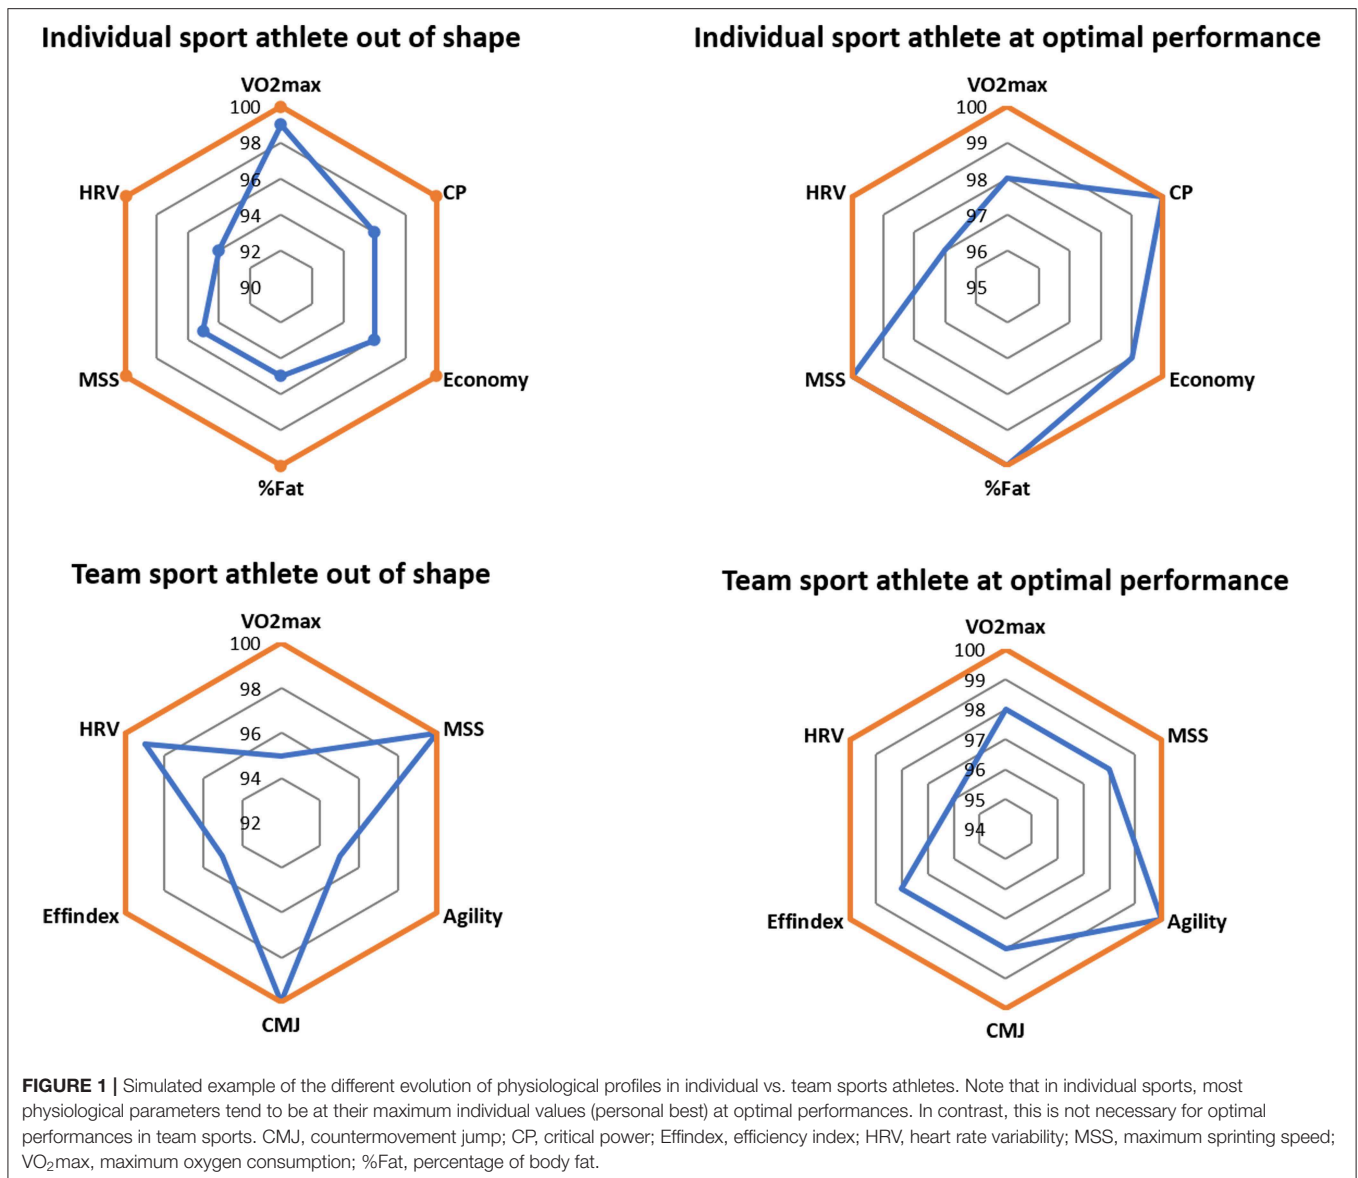 Individual sport athlete out of shape
VO2max
100
98
96
94
92
90
HRV
CP
MSS
Economy
%Fat
Individual sport athlete at optimal performance
VO2max
100
99
98
97
96
95
HRV
CP
MSS
Economy
%Fat
Team sport athlete out of shape
VO2max
100
98
96
94
92
HRV
MSS
Effindex
Agility
CMJ
Team sport athlete at optimal performance
VO2max
100
99
98
97
96
95
94
HRV
MSS
Effindex
Agility
CMJ
FIGURE 1 | Simulated example of the different evolution of physiological profiles in individual vs. team sports athletes. Note that in individual sports, most
physiological parameters tend to be at their maximum individual values (personal best) at optimal performances. In contrast, this is not necessary for optimal
performances in team sports. CMJ, countermovement jump; CP, critical power; Effindex, efficiency index; HRV, heart rate variability; MSS, maximum sprinting speed;
VO₂max, maximum oxygen consumption; %Fat, percentage of body fat.